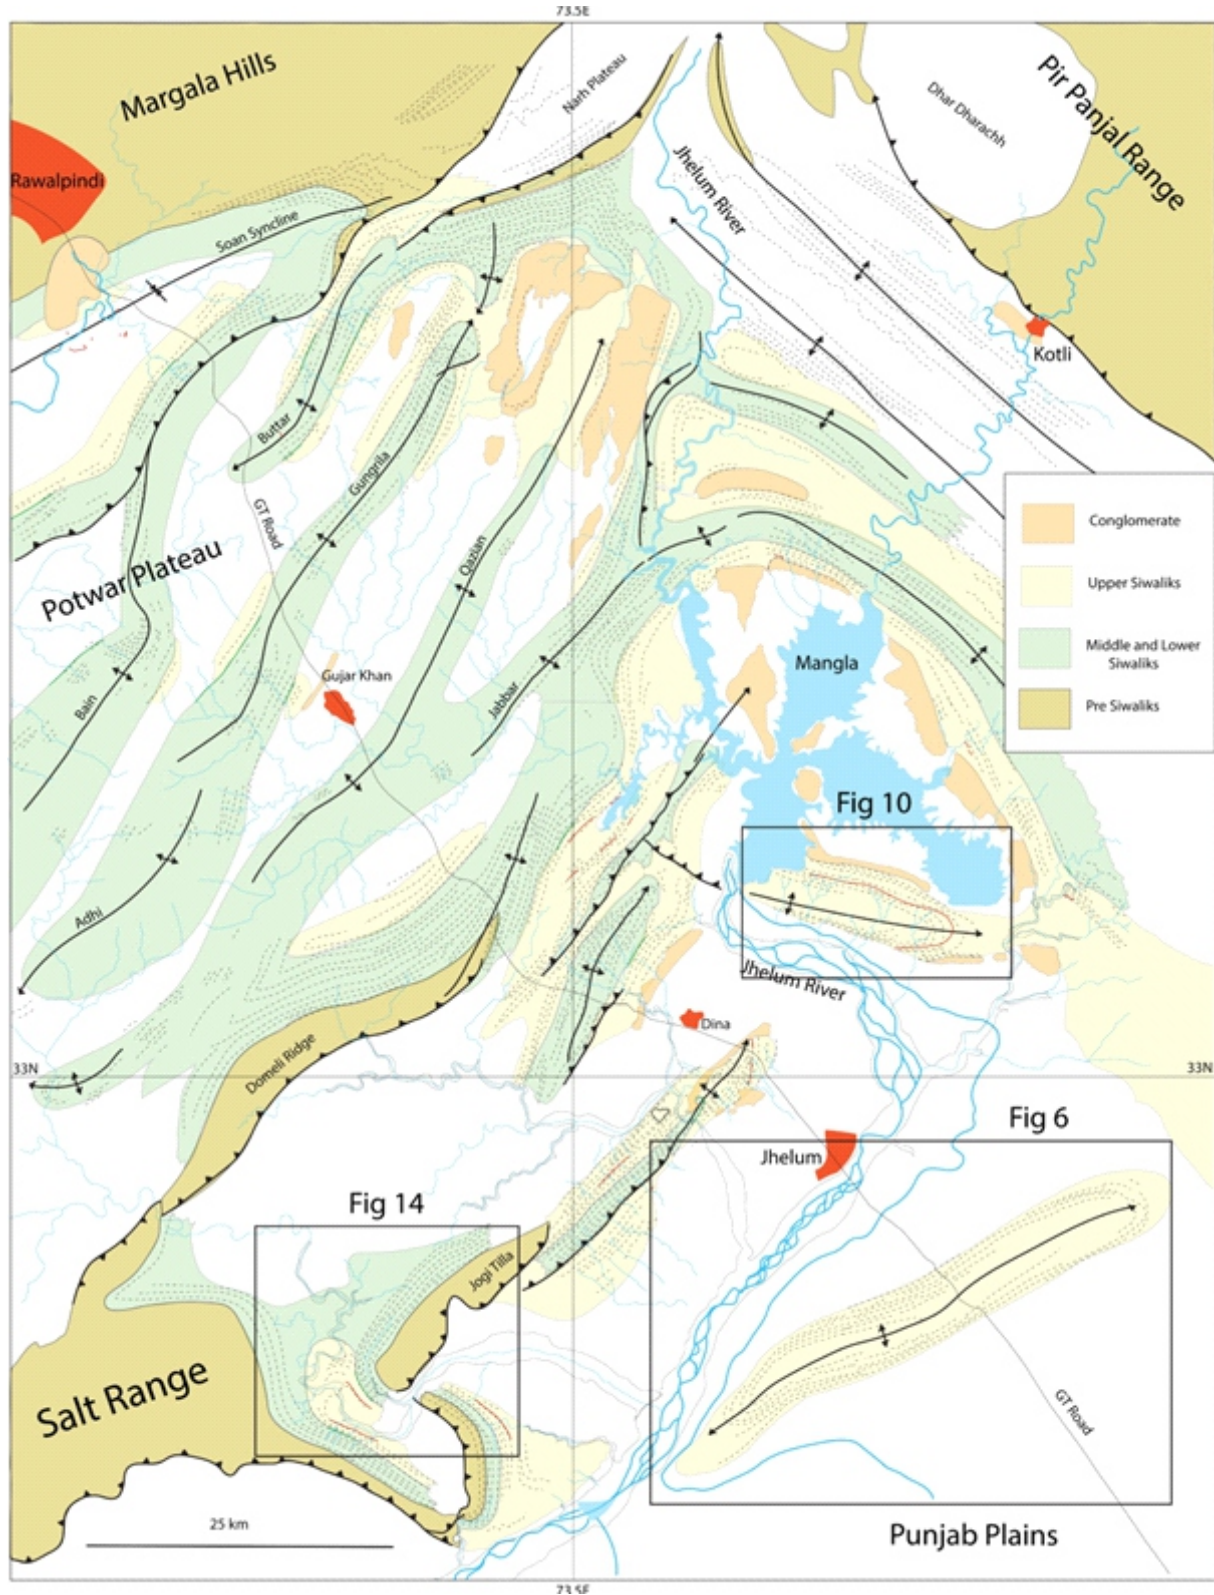 73.5E
Margala Hills
Narh Plateau
Dhar Dharachh
Pir Panjal Range
Rawalpindi
Jhelum River
Soan Syncline
Kotli
Buttar
Gungrila
GT Road
Conglomerate
Qazian
Potwar Plateau
Upper Siwaliks
Middle and Lower
Siwaliks
Mangla
Gujar Khan
Bain
Jabbar
Pre Siwaliks
Fig 10
Adhi
Jhelum River
Dina
Domeli Ridge
33N
33N
Fig 6
Jhelum
Fig 14
Jogi Tilla
Salt Range
GT Road
25 km
Punjab Plains
73.5E